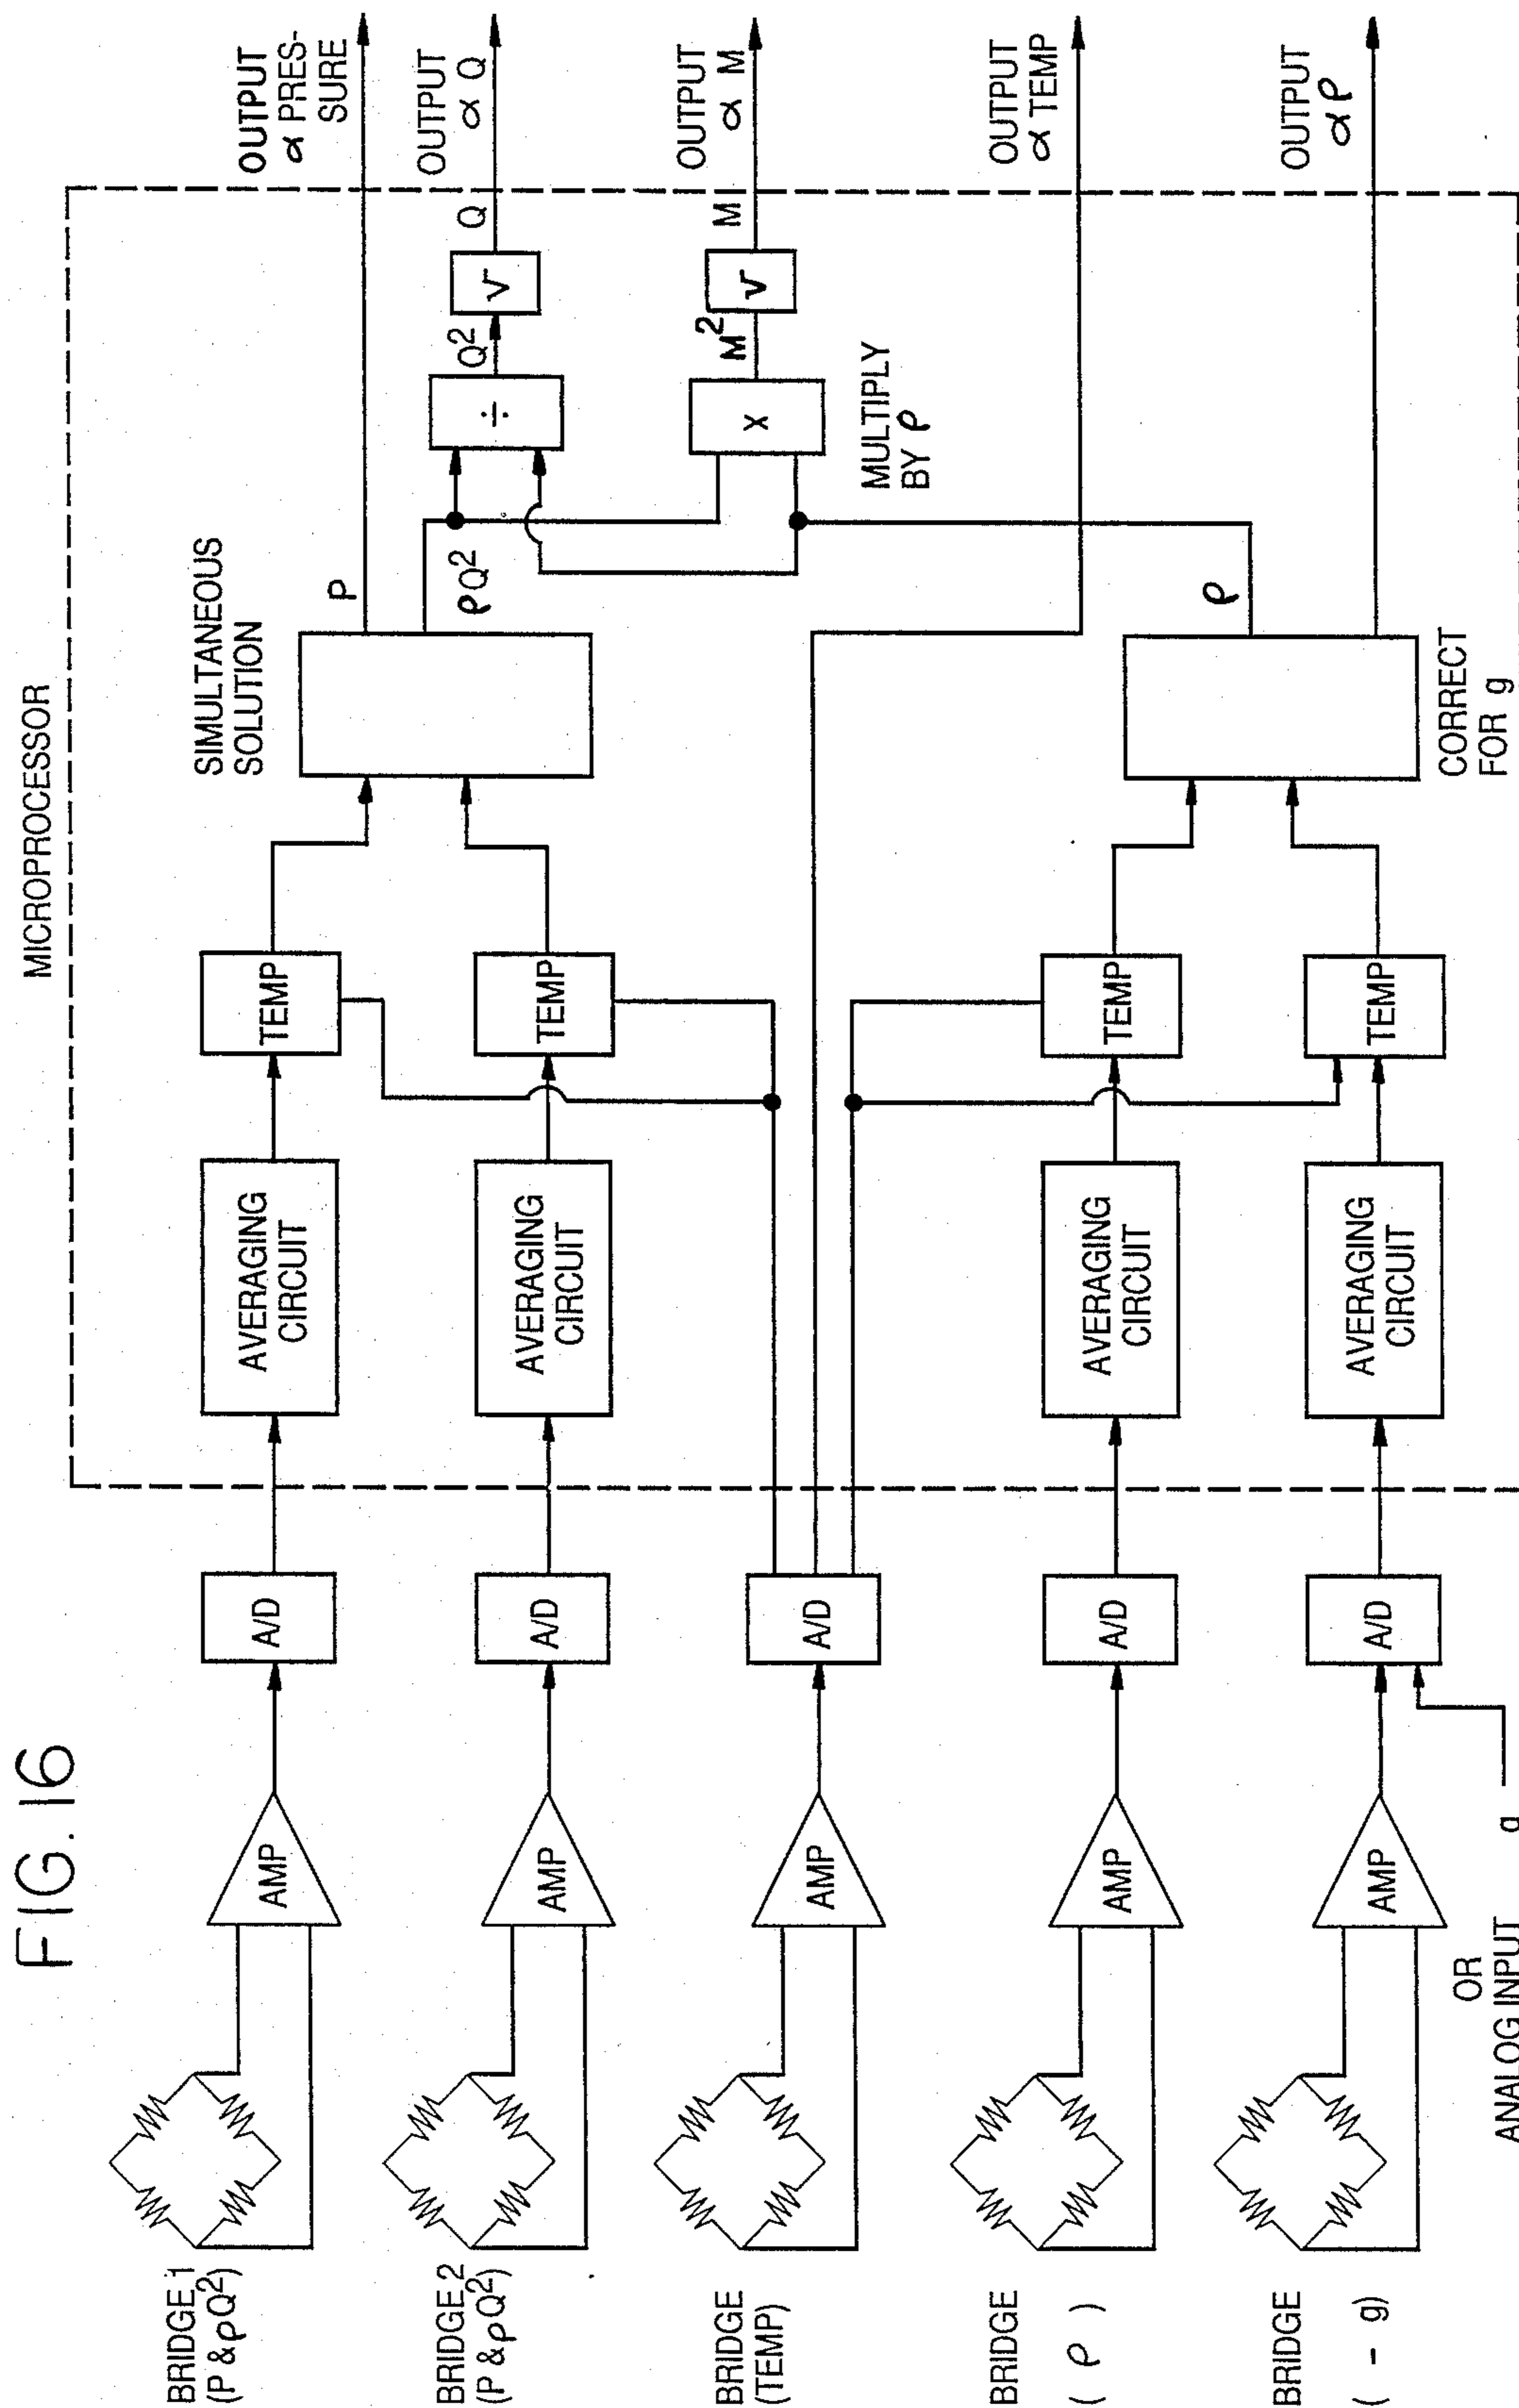 FIG. 16
MICROPROCESSOR
BRIDGE 1
(P & ρQ²)
AMP
A/D
AVERAGING
CIRCUIT
TEMP
SIMULTANEOUS
SOLUTION
P
OUTPUT
α PRES-
SURE
ρQ²
÷
Q²
√
Q
OUTPUT
α Q
BRIDGE 2
(P & ρQ²)
AMP
A/D
AVERAGING
CIRCUIT
TEMP
X
MULTIPLY
BY ρ
M²
√
M
OUTPUT
α M
BRIDGE
(TEMP)
AMP
A/D
OUTPUT
α TEMP
BRIDGE
( ρ )
AMP
A/D
AVERAGING
CIRCUIT
TEMP
ρ
CORRECT
FOR g
OUTPUT
α ρ
BRIDGE
( - g)
AMP
A/D
AVERAGING
CIRCUIT
TEMP
OR
ANALOG INPUT g